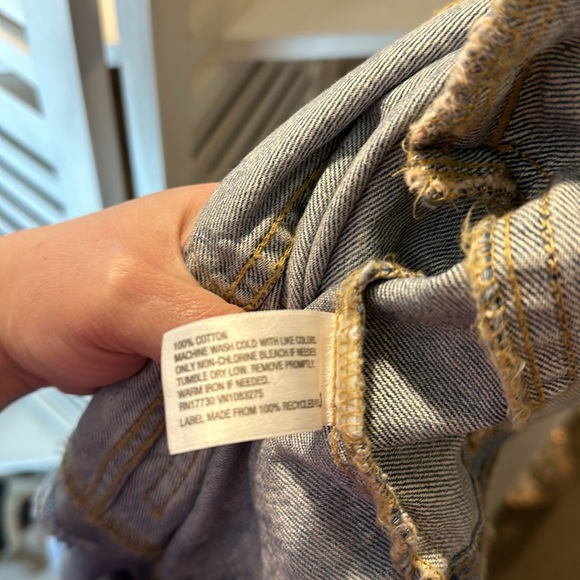 100% COTTON
MACHINE WASH COLD WITH LIKE COLORS.
ONLY NON-CHLORINE BLEACH IF NEEDED.
TUMBLE DRY LOW. REMOVE PROMPTLY.
WARM IRON IF NEEDED.
RN17730 VN1083275
LABEL MADE FROM 100% RECYCLED